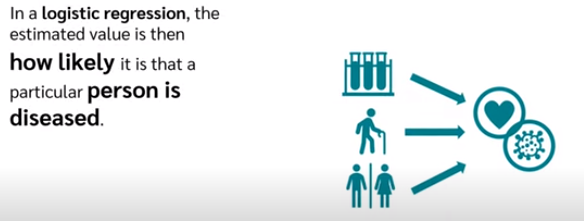 In a logistic regression, the
estimated value is then
how likely it is that a
particular person is
diseased.